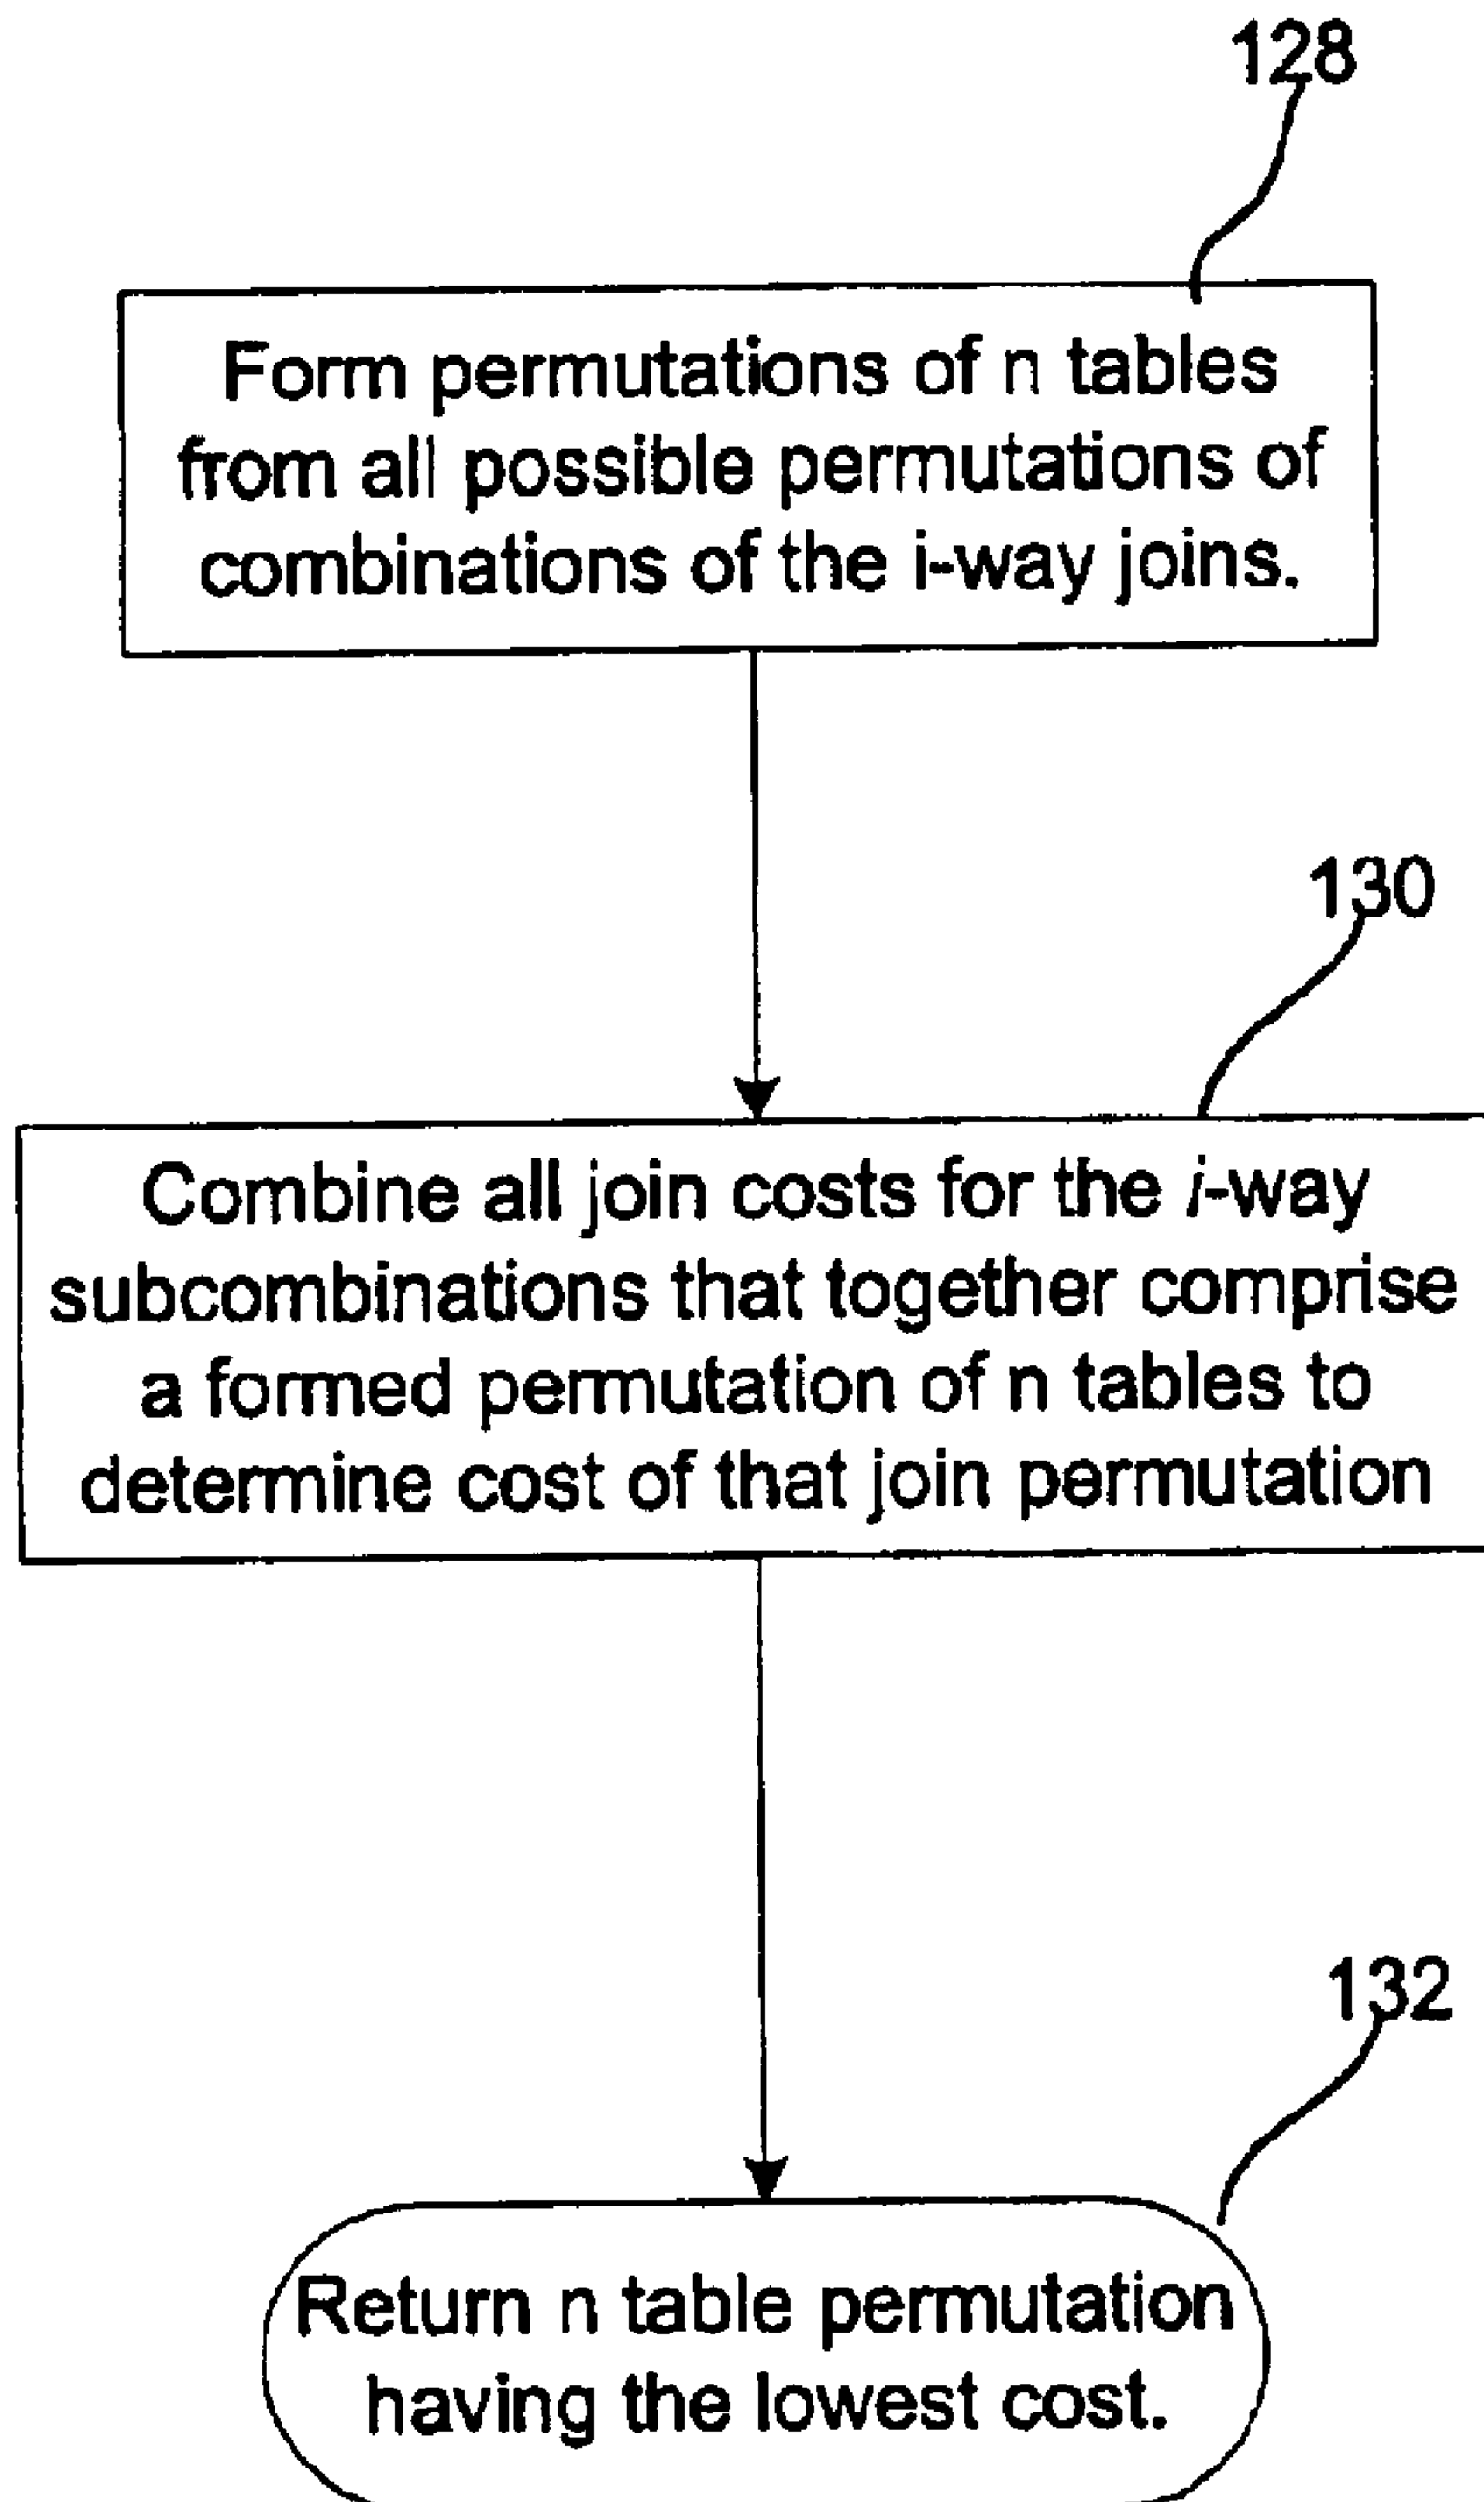 128
Form permutations of n tables
from all possible permutations of
combinations of the i-way joins.
130
Combine all join costs for the i-way
subcombinations that together comprise
a formed permutation of n tables to
determine cost of that join permutation
132
Return n table permutation
having the lowest cost.